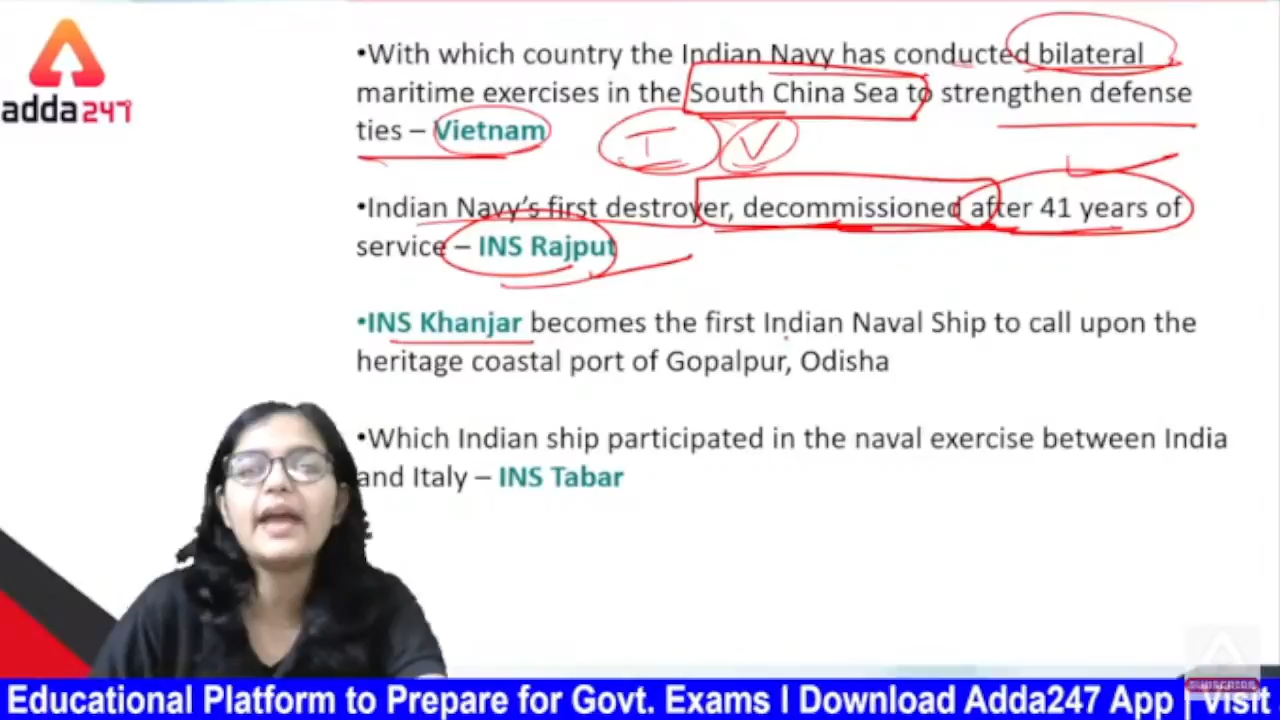 adda247
•With which country the Indian Navy has conducted bilateral
maritime exercises in the South China Sea to strengthen defense
ties – Vietnam
I V
•Indian Navy's first destroyer, decommissioned after 41 years of
service – INS Rajput
•INS Khanjar becomes the first Indian Naval Ship to call upon the
heritage coastal port of Gopalpur, Odisha
•Which Indian ship participated in the naval exercise between India
and Italy – INS Tabar
SUBSCRIBE
Educational Platform to Prepare for Govt. Exams I Download Adda247 App | Visit